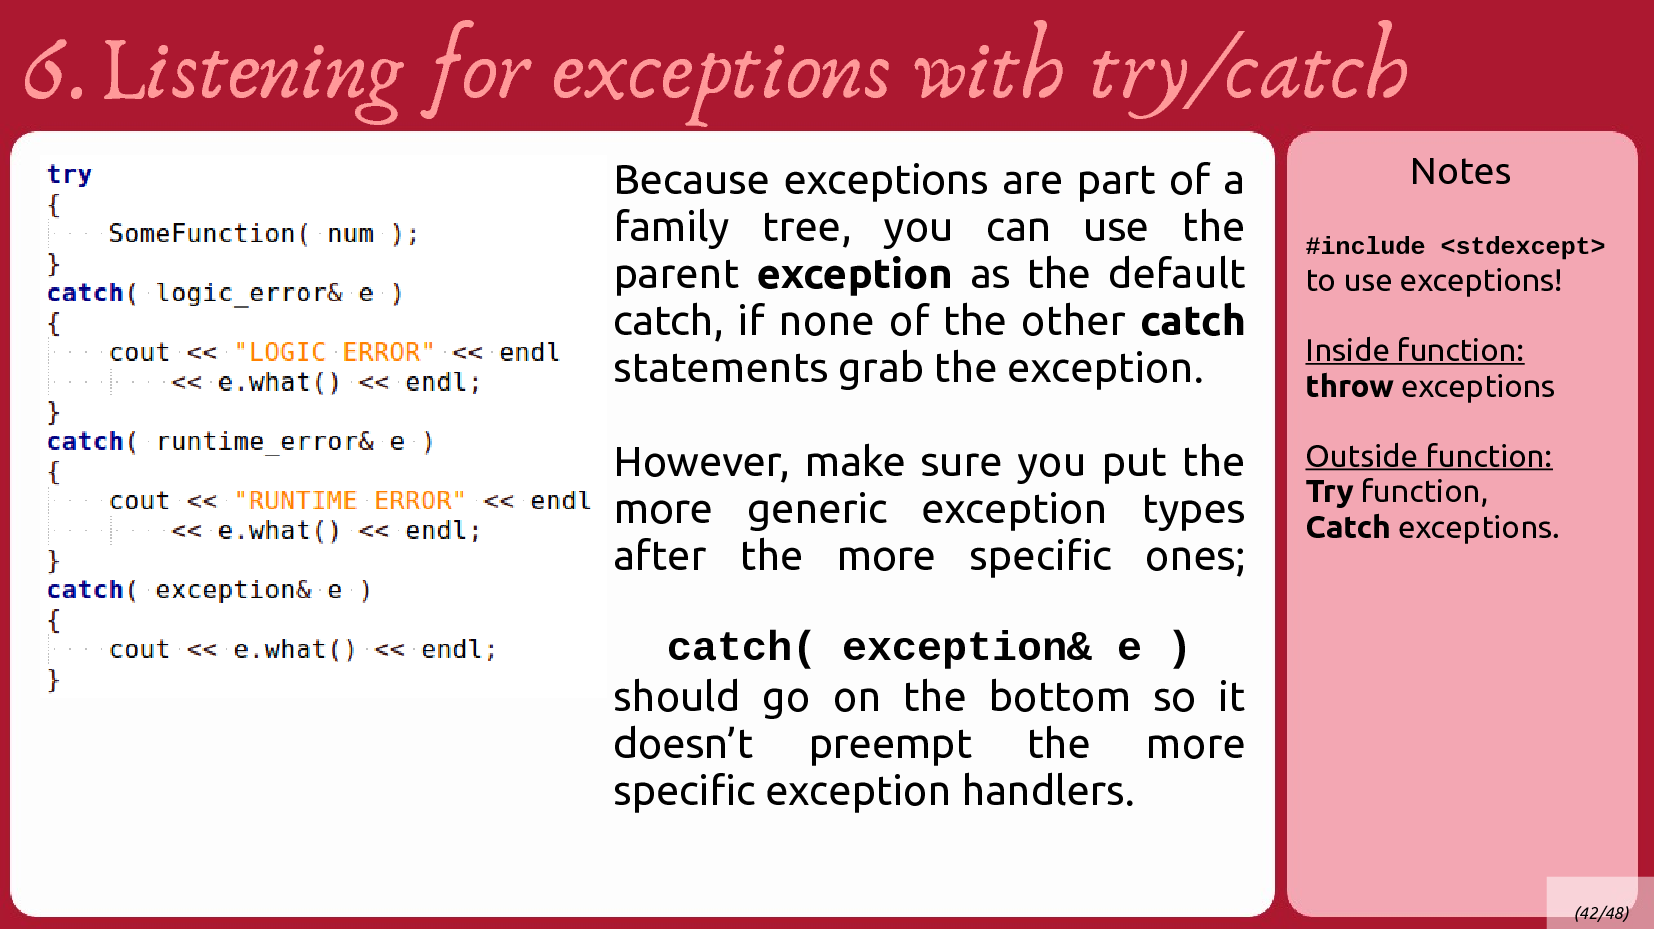 6. Listening for exceptions with try/catch
try
{
SomeFunction( num );
}
catch( logic_error& e )
{
cout << "LOGIC ERROR" << endl
<< e.what() << endl;
}
catch( runtime_error& e )
{
cout << "RUNTIME ERROR" << endl
<< e.what() << endl;
}
catch( exception& e )
{
cout << e.what() << endl;
}
Because exceptions are part of a
family tree, you can use the
parent exception as the default
catch, if none of the other catch
statements grab the exception.
However, make sure you put the
more generic exception types
after the more specific ones;
catch( exception& e )
should go on the bottom so it
doesn’t preempt the more
specific exception handlers.
Notes
#include <stdexcept>
to use exceptions!
Inside function:
throw exceptions
Outside function:
Try function,
Catch exceptions.
(42/48)